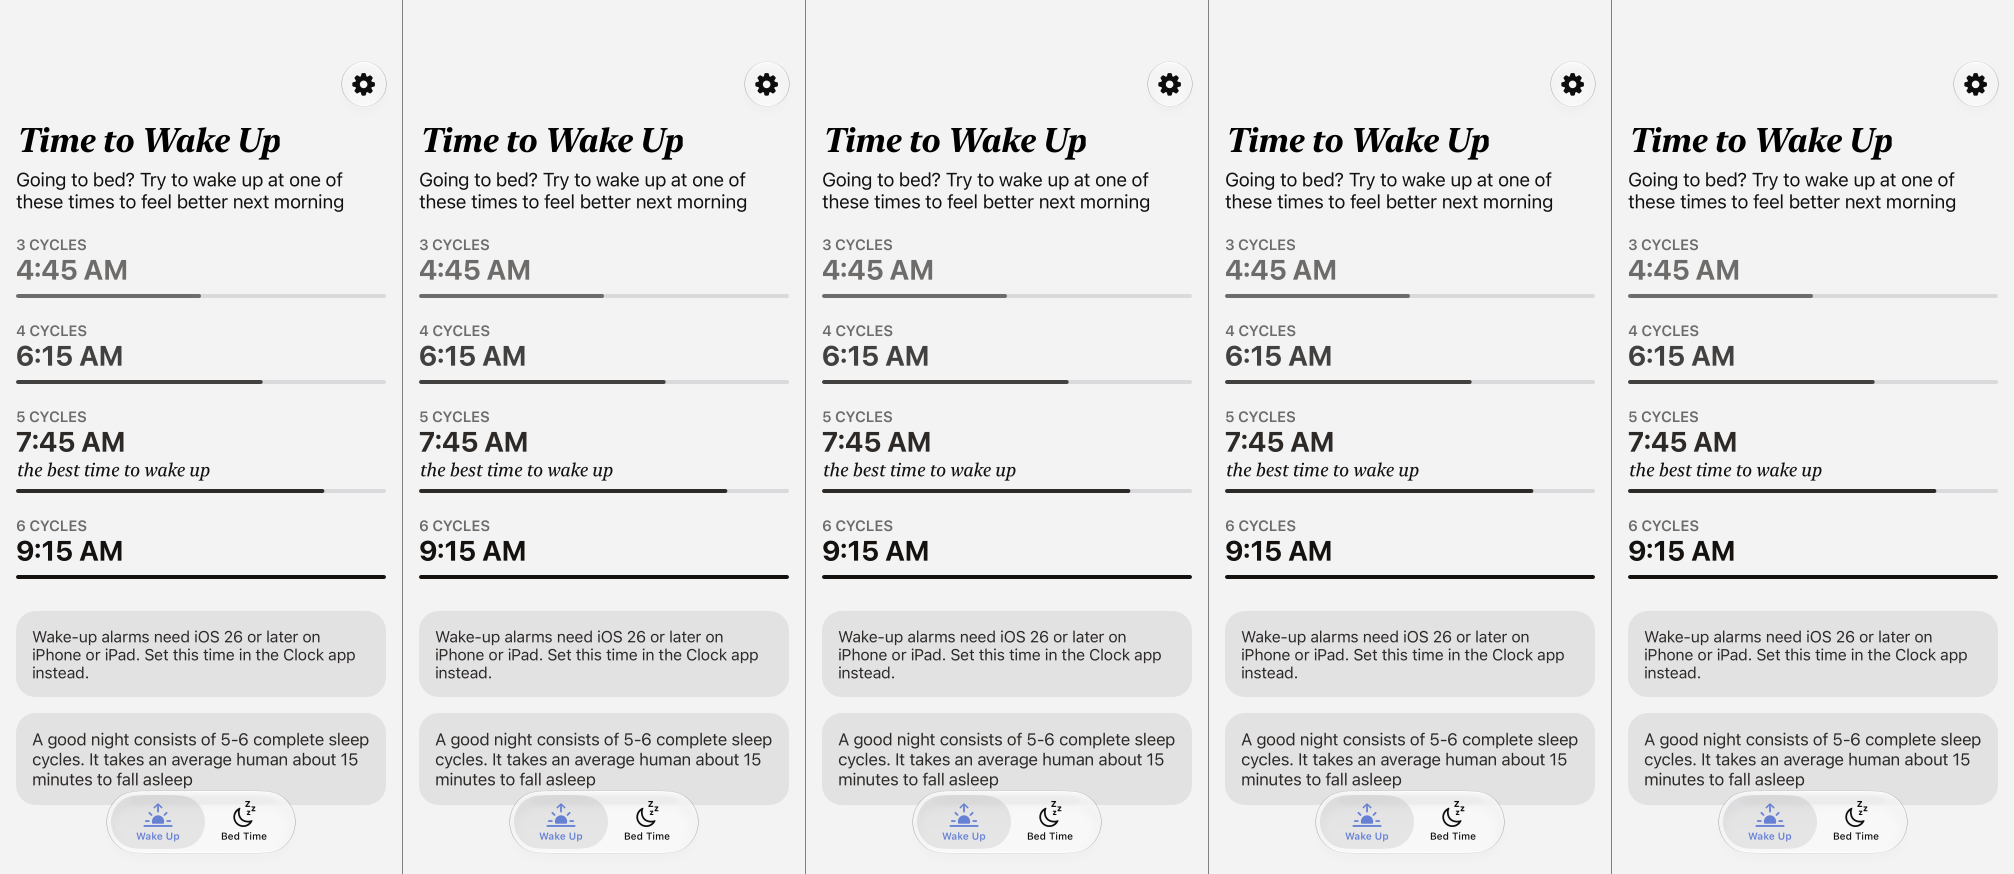 Time to Wake Up
Going to bed? Try to wake up at one of
these times to feel better next morning
3 CYCLES
4:45 AM
4 CYCLES
6:15 AM
5 CYCLES
7:45 AM
the best time to wake up
6 CYCLES
9:15 AM
Wake-up alarms need iOS 26 or later on
iPhone or iPad. Set this time in the Clock app
instead.
A good night consists of 5-6 complete sleep
cycles. It takes an average human about 15
minutes to fall asleep
Wake Up
Bed Time
Time to Wake Up
Going to bed? Try to wake up at one of
these times to feel better next morning
3 CYCLES
4:45 AM
4 CYCLES
6:15 AM
5 CYCLES
7:45 AM
the best time to wake up
6 CYCLES
9:15 AM
Wake-up alarms need iOS 26 or later on
iPhone or iPad. Set this time in the Clock app
instead.
A good night consists of 5-6 complete sleep
cycles. It takes an average human about 15
minutes to fall asleep
Wake Up
Bed Time
Time to Wake Up
Going to bed? Try to wake up at one of
these times to feel better next morning
3 CYCLES
4:45 AM
4 CYCLES
6:15 AM
5 CYCLES
7:45 AM
the best time to wake up
6 CYCLES
9:15 AM
Wake-up alarms need iOS 26 or later on
iPhone or iPad. Set this time in the Clock app
instead.
A good night consists of 5-6 complete sleep
cycles. It takes an average human about 15
minutes to fall asleep
Wake Up
Bed Time
Time to Wake Up
Going to bed? Try to wake up at one of
these times to feel better next morning
3 CYCLES
4:45 AM
4 CYCLES
6:15 AM
5 CYCLES
7:45 AM
the best time to wake up
6 CYCLES
9:15 AM
Wake-up alarms need iOS 26 or later on
iPhone or iPad. Set this time in the Clock app
instead.
A good night consists of 5-6 complete sleep
cycles. It takes an average human about 15
minutes to fall asleep
Wake Up
Bed Time
Time to Wake Up
Going to bed? Try to wake up at one of
these times to feel better next morning
3 CYCLES
4:45 AM
4 CYCLES
6:15 AM
5 CYCLES
7:45 AM
the best time to wake up
6 CYCLES
9:15 AM
Wake-up alarms need iOS 26 or later on
iPhone or iPad. Set this time in the Clock app
instead.
A good night consists of 5-6 complete sleep
cycles. It takes an average human about 15
minutes to fall asleep
Wake Up
Bed Time